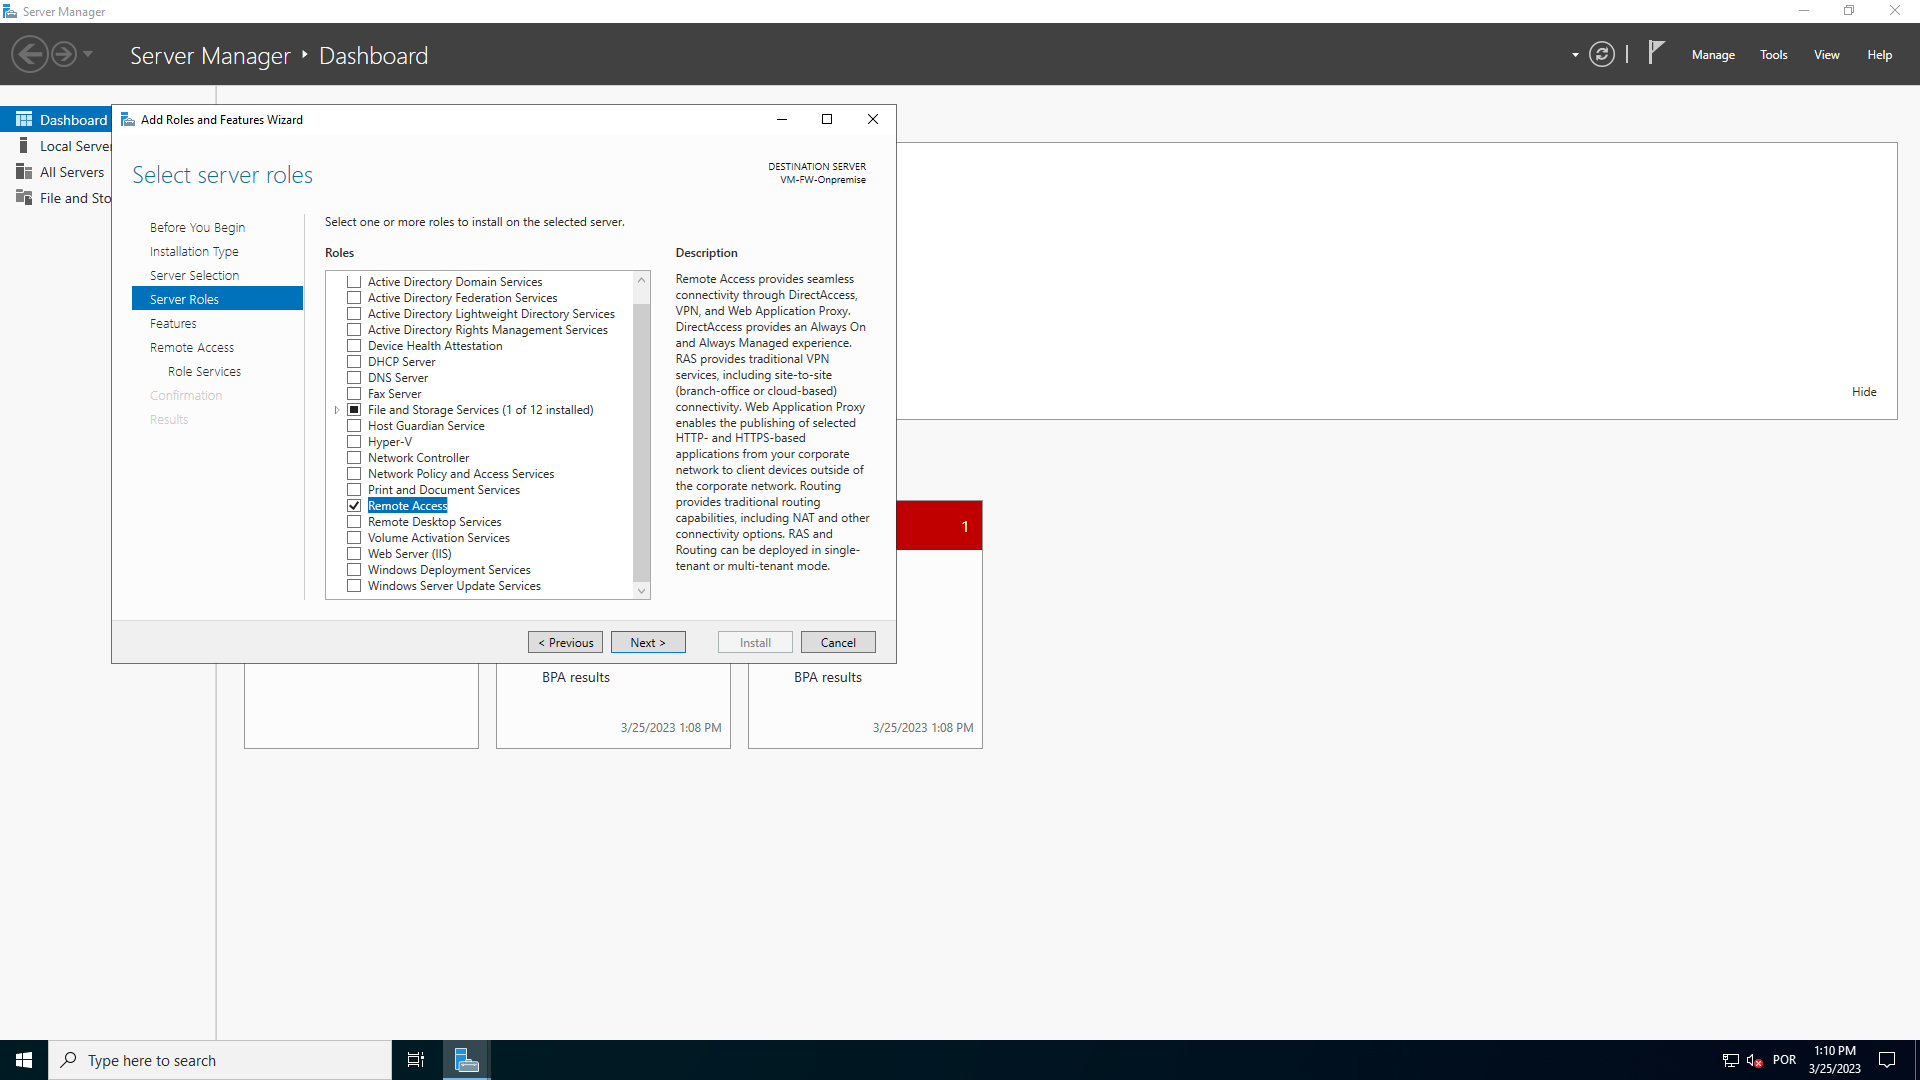 Server Manager
Server Manager ‣ Dashboard
Manage
Tools
View
Help
Dashboard
Local Server
All Servers
File and Sto
Add Roles and Features Wizard
Select server roles
DESTINATION SERVER
VM-FW-Onpremise
Before You Begin
Installation Type
Server Selection
Server Roles
Features
Remote Access
Role Services
Confirmation
Results
Select one or more roles to install on the selected server.
Roles
Active Directory Domain Services
Active Directory Federation Services
Active Directory Lightweight Directory Services
Active Directory Rights Management Services
Device Health Attestation
DHCP Server
DNS Server
Fax Server
File and Storage Services (1 of 12 installed)
Host Guardian Service
Hyper-V
Network Controller
Network Policy and Access Services
Print and Document Services
Remote Access
Remote Desktop Services
Volume Activation Services
Web Server (IIS)
Windows Deployment Services
Windows Server Update Services
Description
Remote Access provides seamless
connectivity through DirectAccess,
VPN, and Web Application Proxy.
DirectAccess provides an Always On
and Always Managed experience.
RAS provides traditional VPN
services, including site-to-site
(branch-office or cloud-based)
connectivity. Web Application Proxy
enables the publishing of selected
HTTP- and HTTPS-based
applications from your corporate
network to client devices outside of
the corporate network. Routing
provides traditional routing
capabilities, including NAT and other
connectivity options. RAS and
Routing can be deployed in single-
tenant or multi-tenant mode.
< Previous
Next >
Install
Cancel
Hide
1
BPA results
3/25/2023 1:08 PM
BPA results
3/25/2023 1:08 PM
Type here to search
POR
1:10 PM
3/25/2023